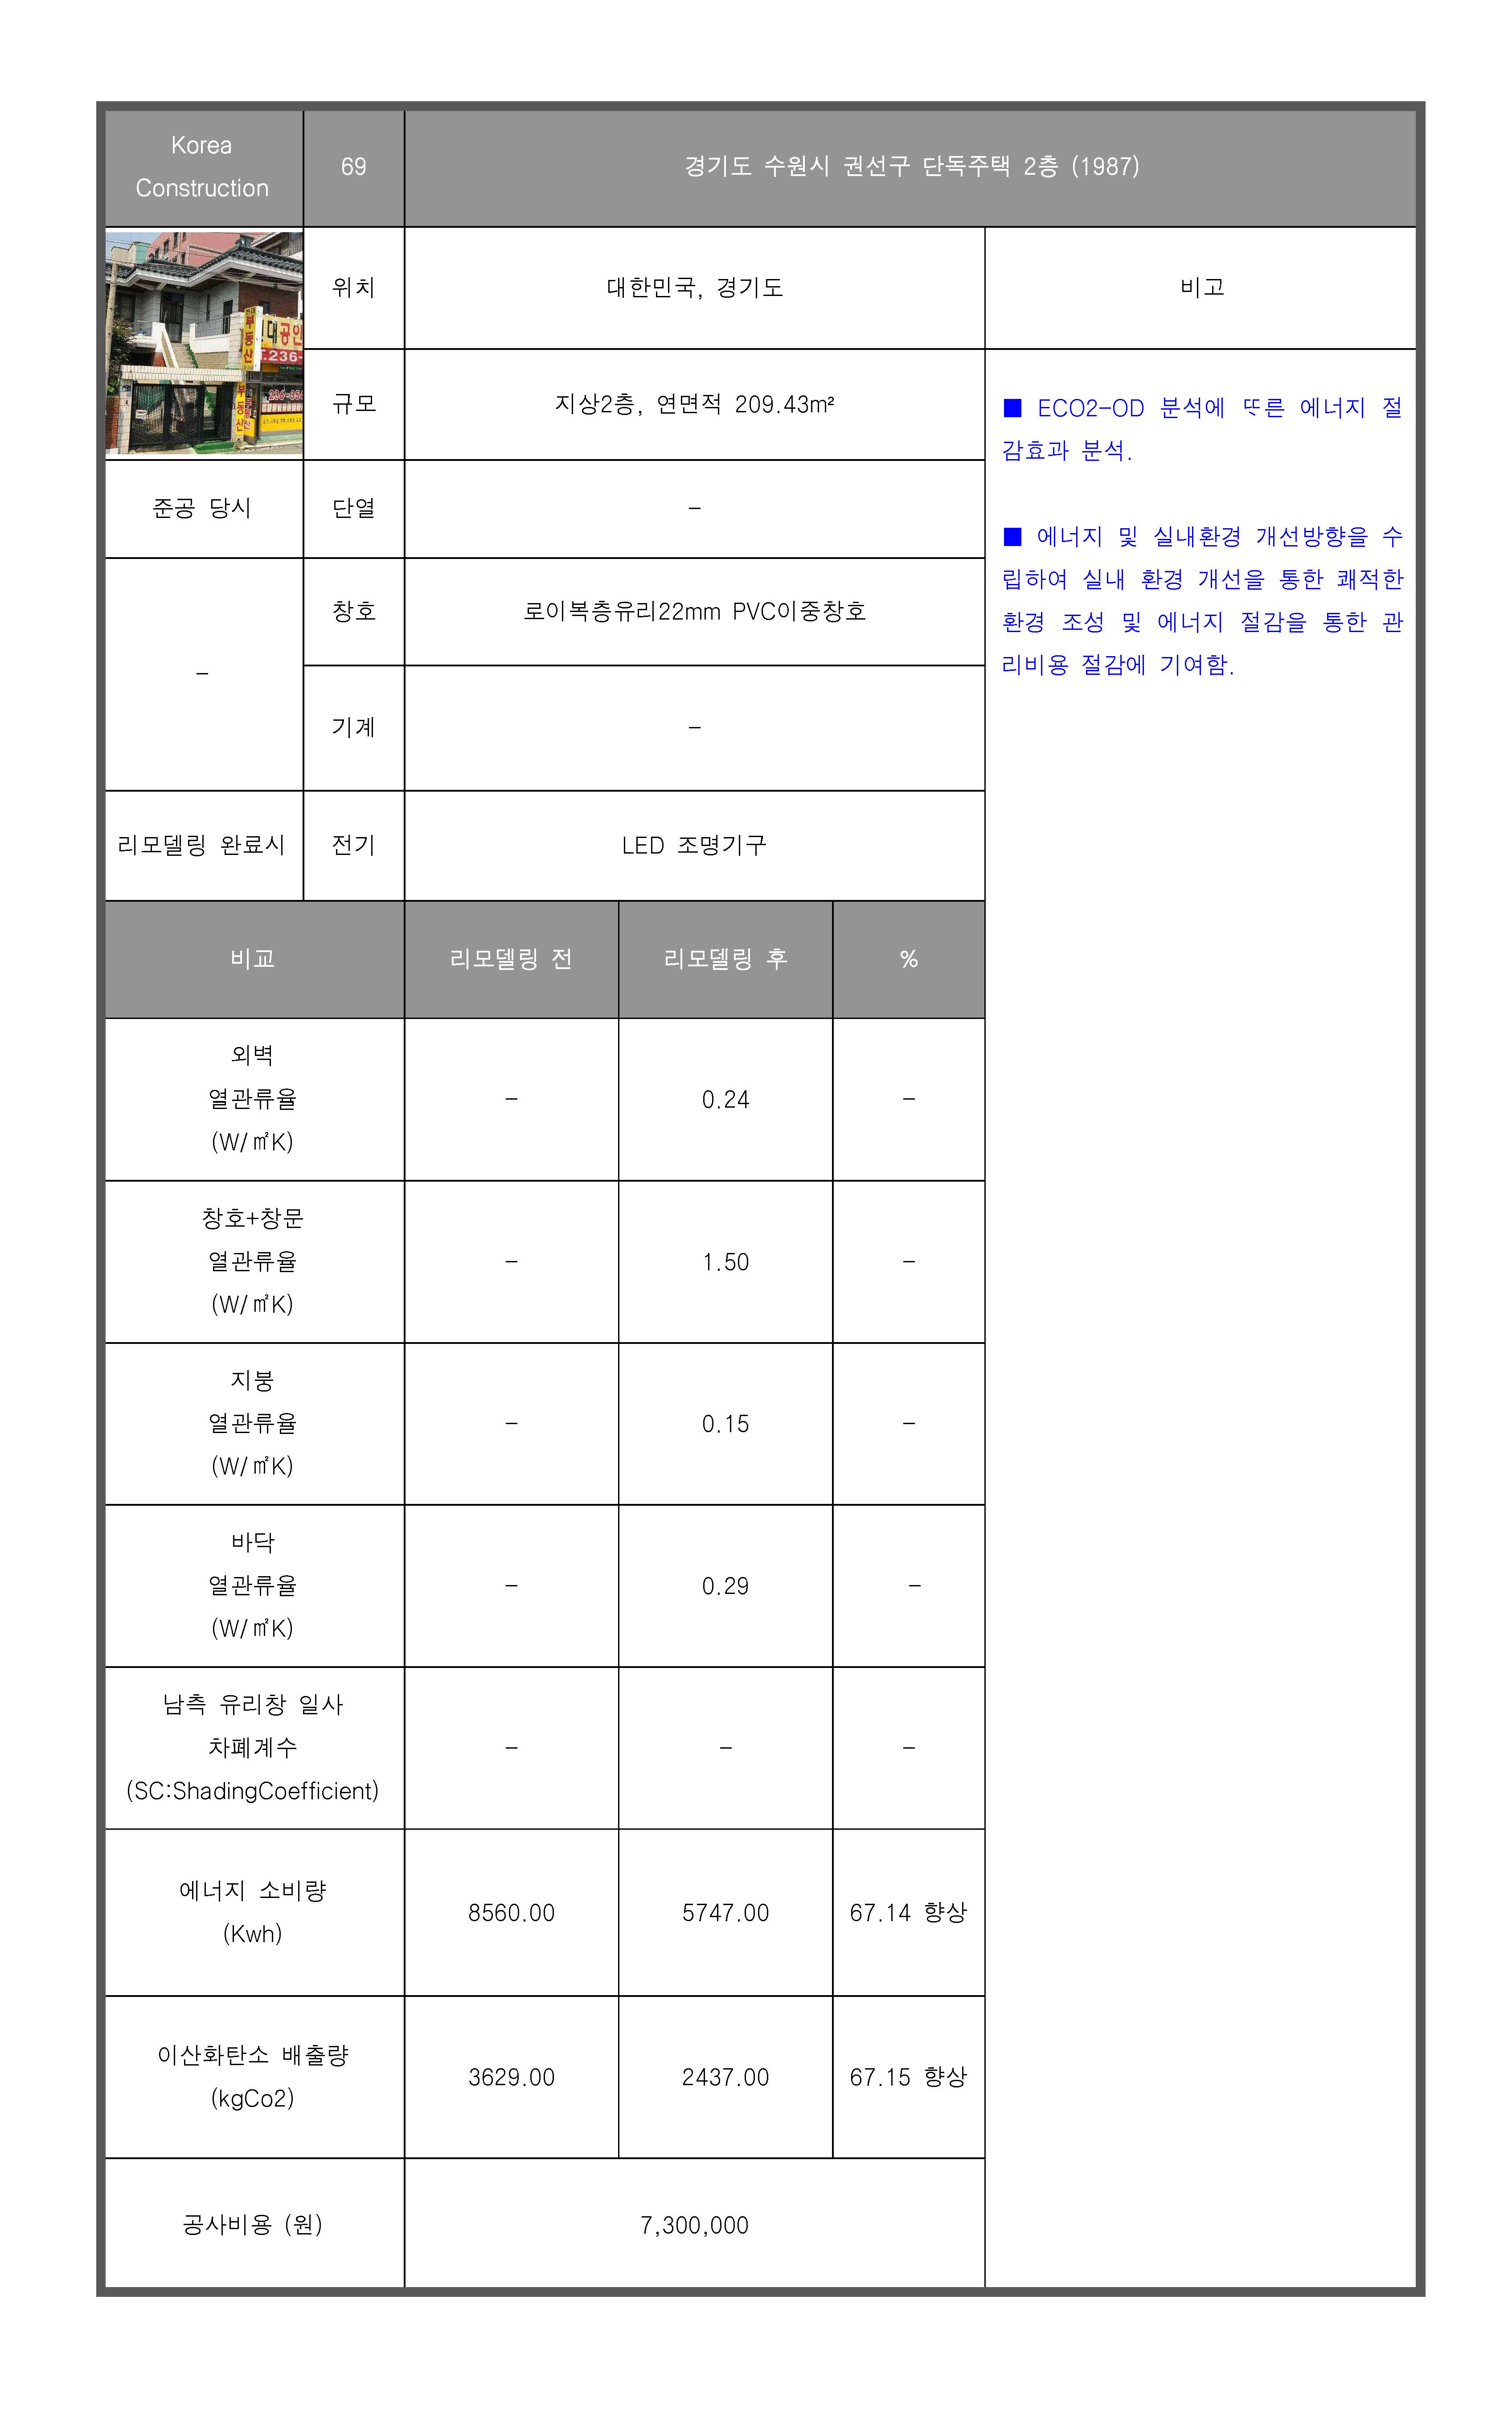 Korea
Construction
69
경기도 수원시 권선구 단독주택 2층 (1987)
부동산
대공인
.236-
부동산
236-354
위치
대한민국, 경기도
비고
규모
지상2층, 연면적 209.43m²
■ ECO2-OD 분석에 ᄄᆞ른 에너지 절
감효과 분석.
■ 에너지 및 실내환경 개선방향을 수
립하여 실내 환경 개선을 통한 쾌적한
환경 조성 및 에너지 절감을 통한 관
리비용 절감에 기여함.
준공 당시
단열
-
-
창호
로이복층유리22mm PVC이중창호
기계
-
리모델링 완료시
전기
LED 조명기구
비교
리모델링 전
리모델링 후
%
외벽
열관류율
(W/㎡K)
-
0.24
-
창호+창문
열관류율
(W/㎡K)
-
1.50
-
지붕
열관류율
(W/㎡K)
-
0.15
-
바닥
열관류율
(W/㎡K)
-
0.29
-
남측 유리창 일사
차폐계수
(SC:ShadingCoefficient)
-
-
-
에너지 소비량
(Kwh)
8560.00
5747.00
67.14 향상
이산화탄소 배출량
(kgCo2)
3629.00
2437.00
67.15 향상
공사비용 (원)
7,300,000